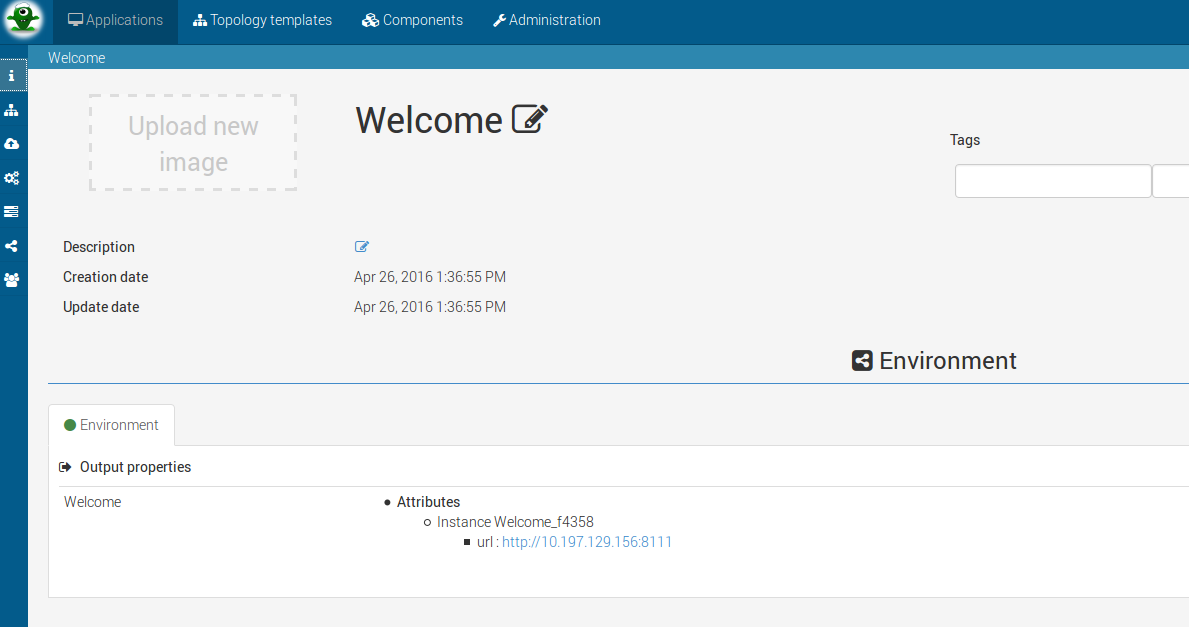 Applications Topology templates Components Administration
Welcome
Upload new
image
Welcome
Tags
Description
Creation date Apr 26, 2016 1:36:55 PM
Update date Apr 26, 2016 1:36:55 PM
Environment
Environment
Output properties
Welcome
Attributes
Instance Welcome_f4358
url : http://10.197.129.156:8111